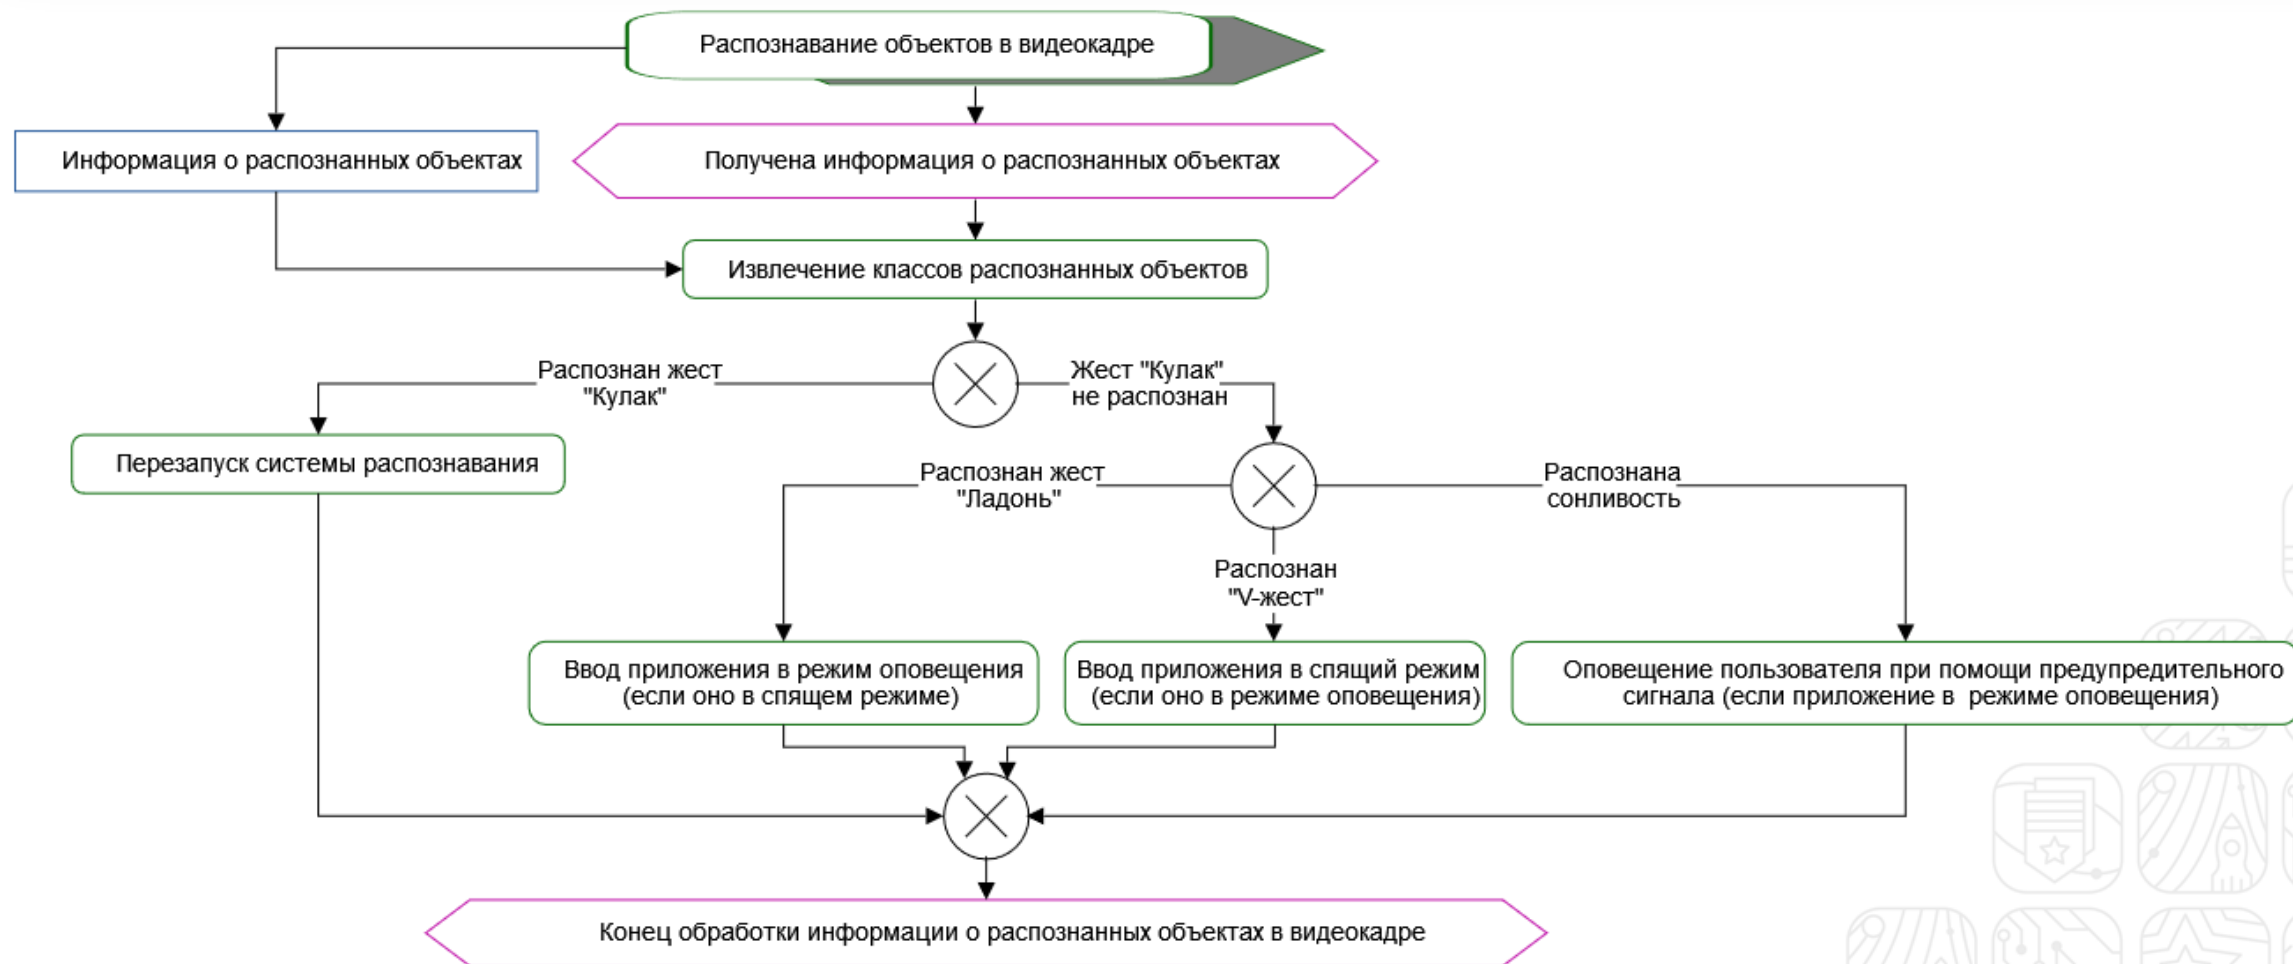 Распознавание объектов в видеокадре
Информация о распознанных объектах
Получена информация о распознанных объектах
Извлечение классов распознанных объектов
Распознан жест
"Кулак"
Жест "Кулак"
не распознан
Перезапуск системы распознавания
Распознан жест
"Ладонь"
Распознана
сонливость
Распознан
"V-жест"
Ввод приложения в режим оповещения
(если оно в спящем режиме)
Ввод приложения в спящий режим
(если оно в режиме оповещения)
Оповещение пользователя при помощи предупредительного
сигнала (если приложение в режиме оповещения)
Конец обработки информации о распознанных объектах в видеокадре